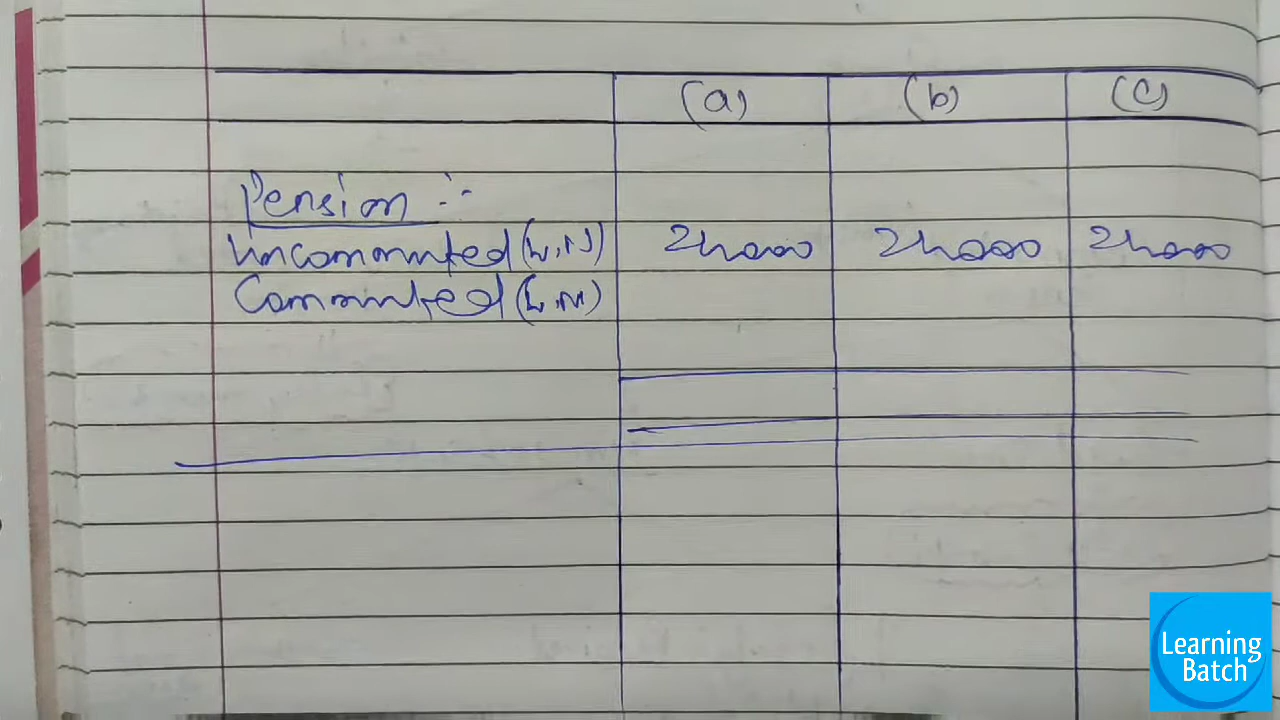 (a) (b) (c)
Pension :-
Uncommuted (W.N) 24000 24000 24000
Commuted (W.N)
Learning
Batch